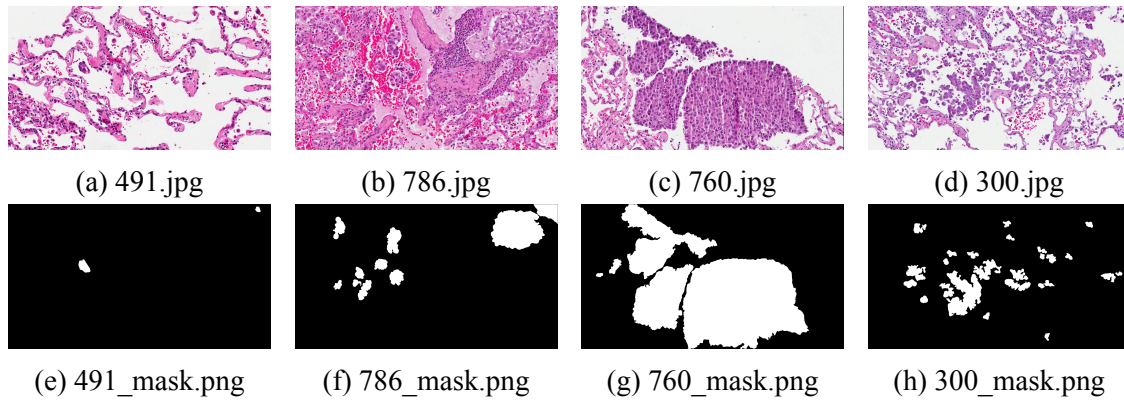 (a) 491.jpg
(b) 786.jpg
(c) 760.jpg
(d) 300.jpg
(e) 491_mask.png
(f) 786_mask.png
(g) 760_mask.png
(h) 300_mask.png